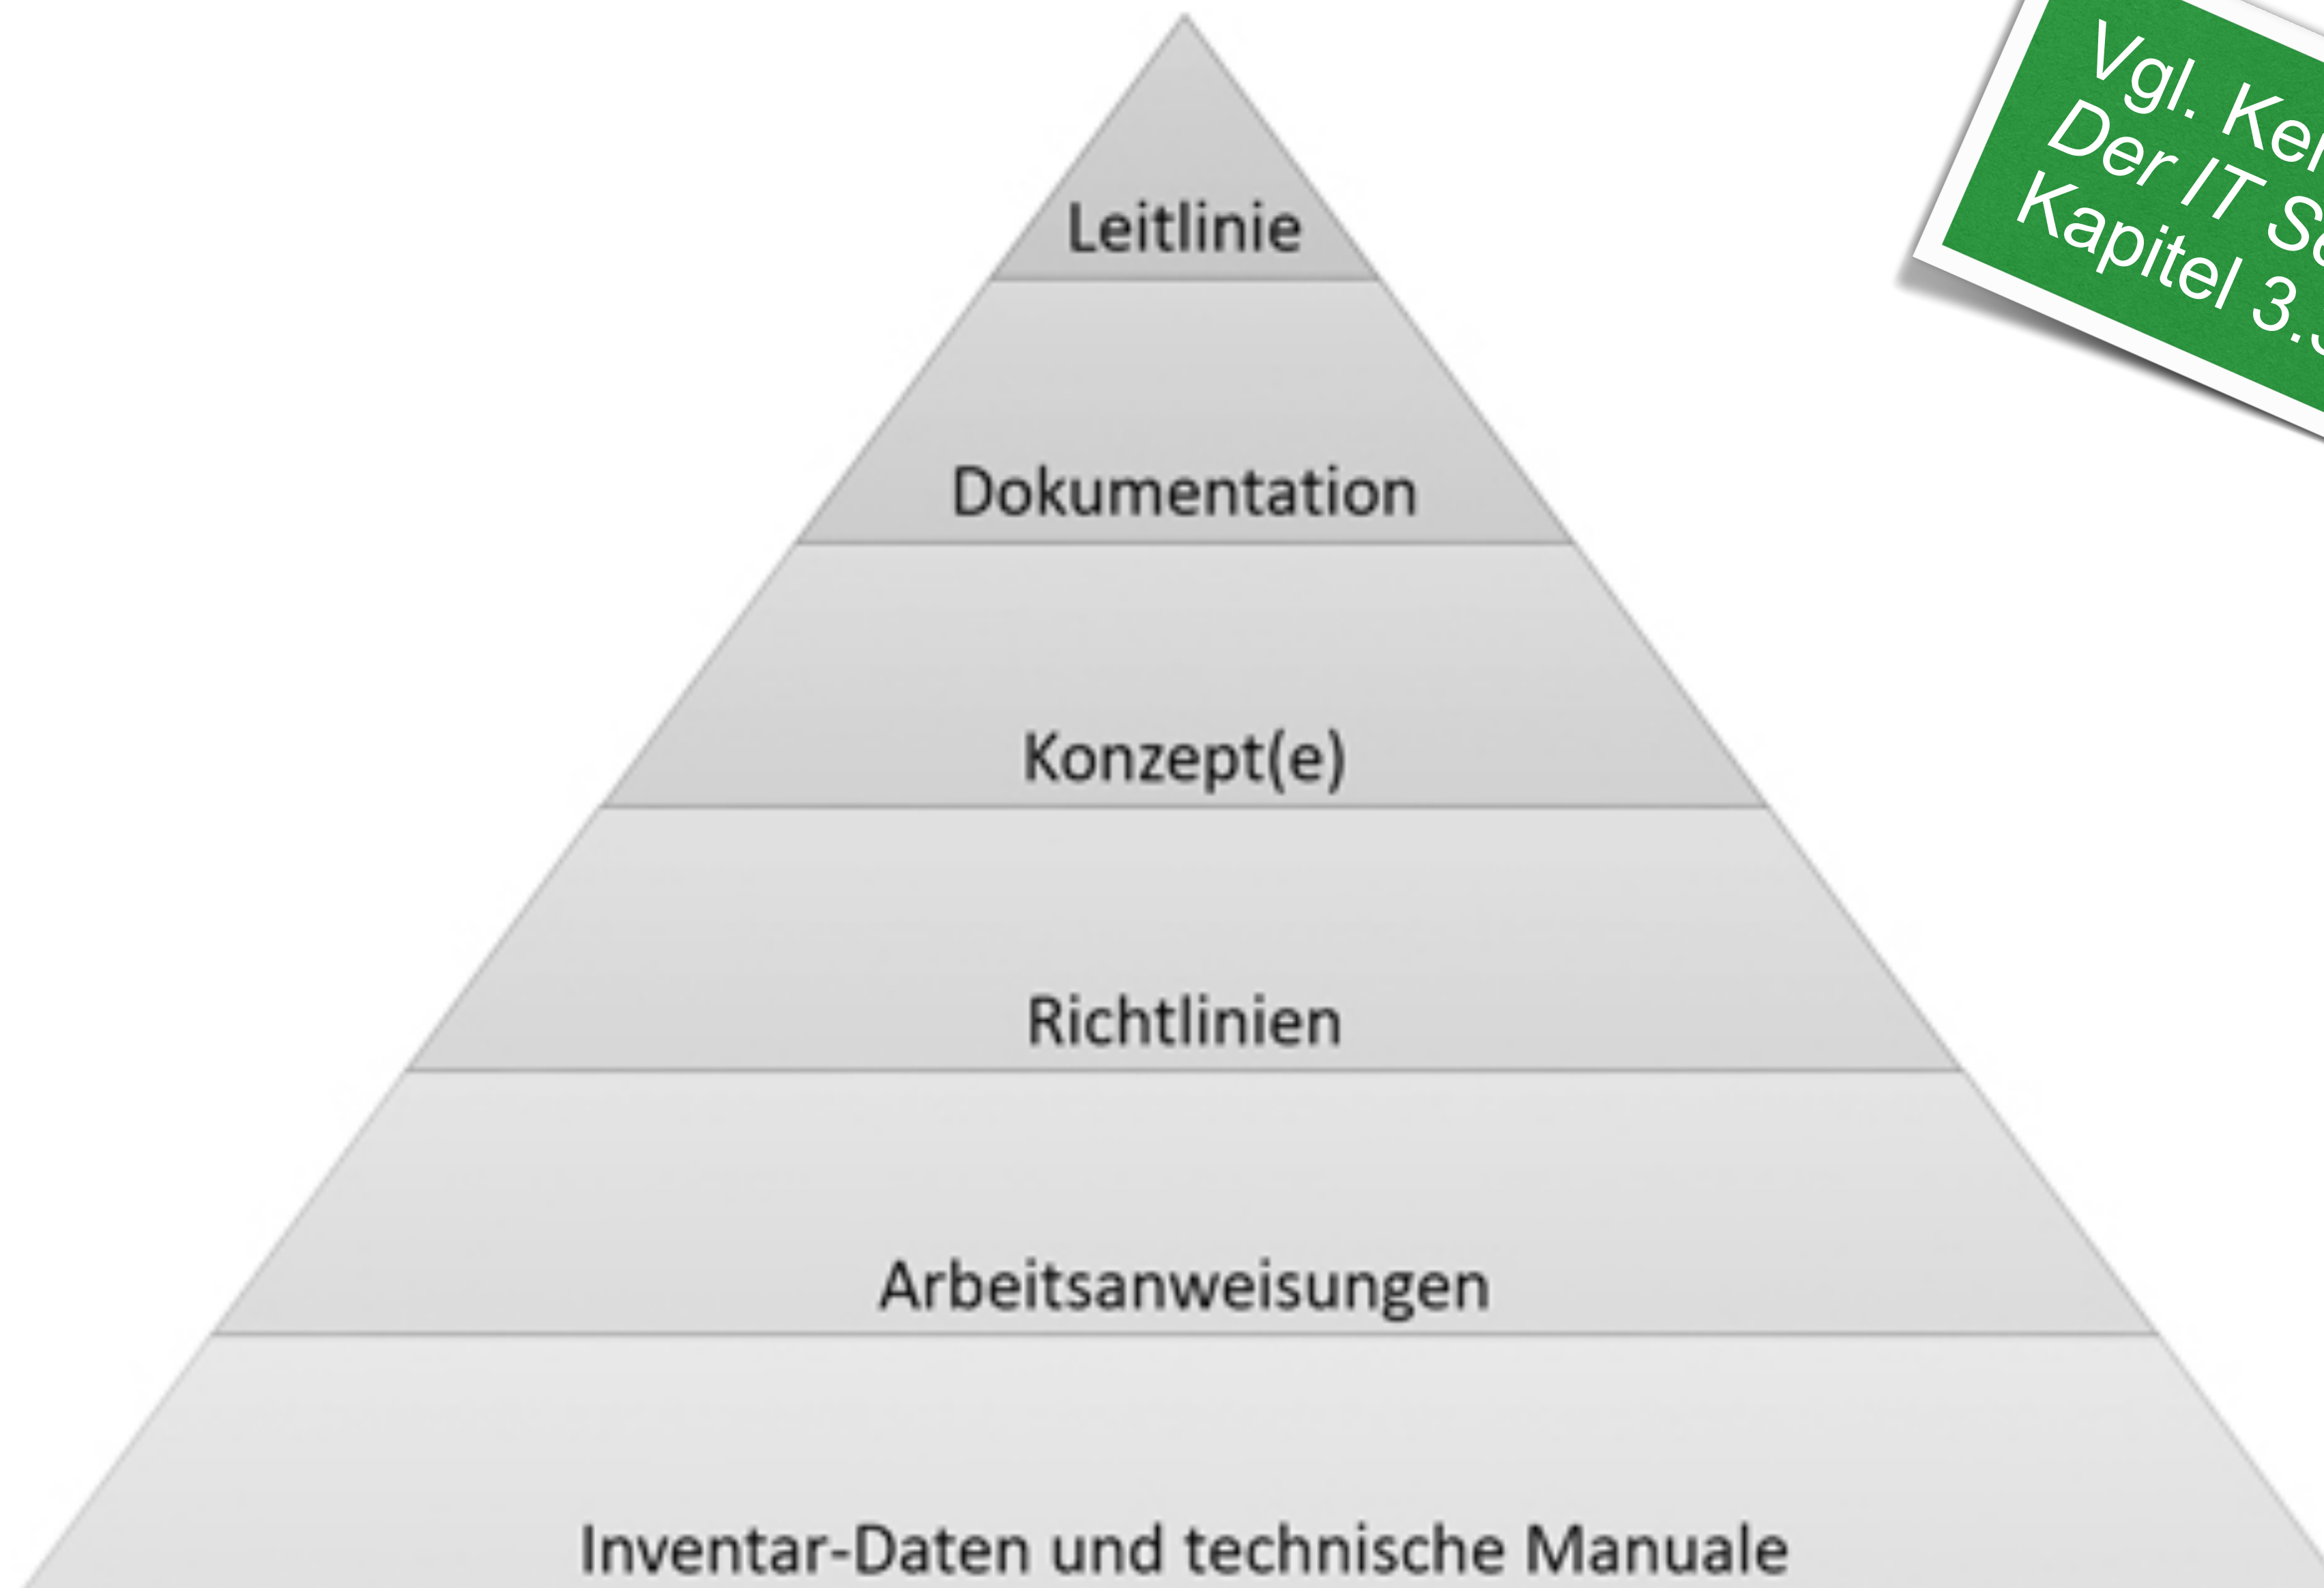 Vgl.
Der IT
Kapitel
Leitlinie
Dokumentation
Konzept(e)
Richtlinien
Arbeitsanweisungen
Inventar-Daten und technische Manuale